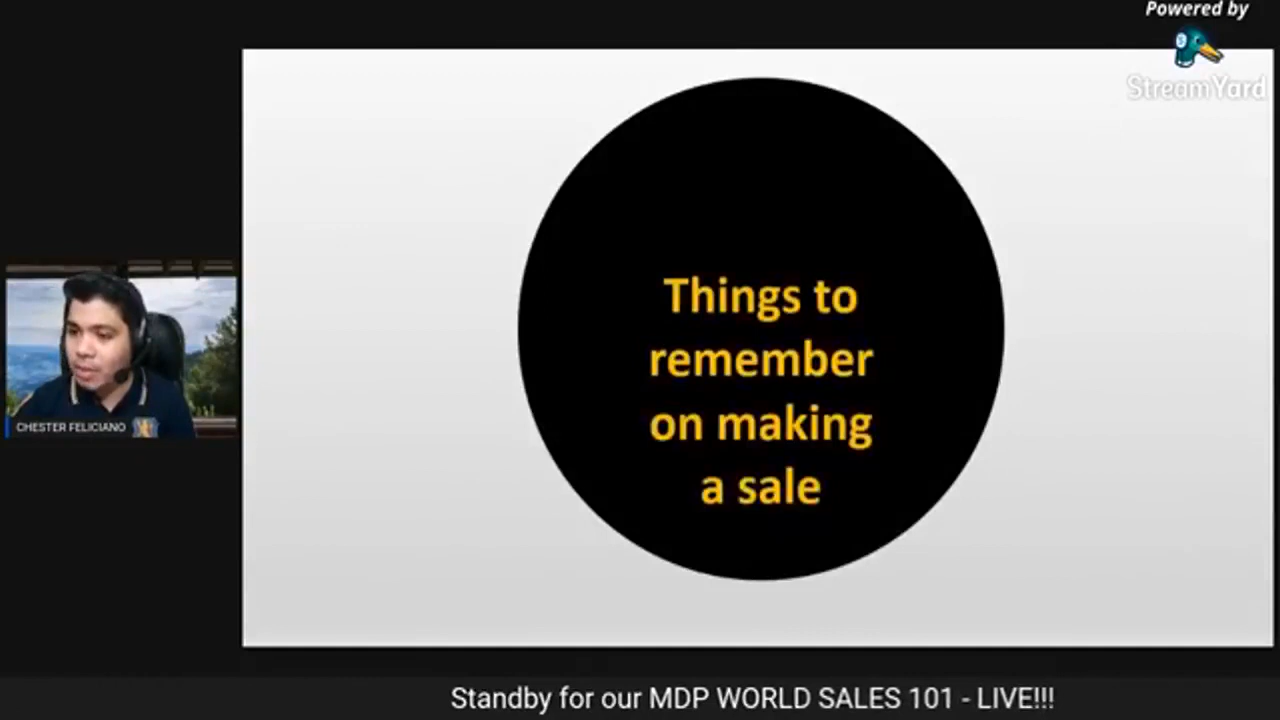 Powered by
StreamYard
Things to
remember
on making
a sale
CHESTER FELICIANO
Standby for our MDP WORLD SALES 101 - LIVE!!!